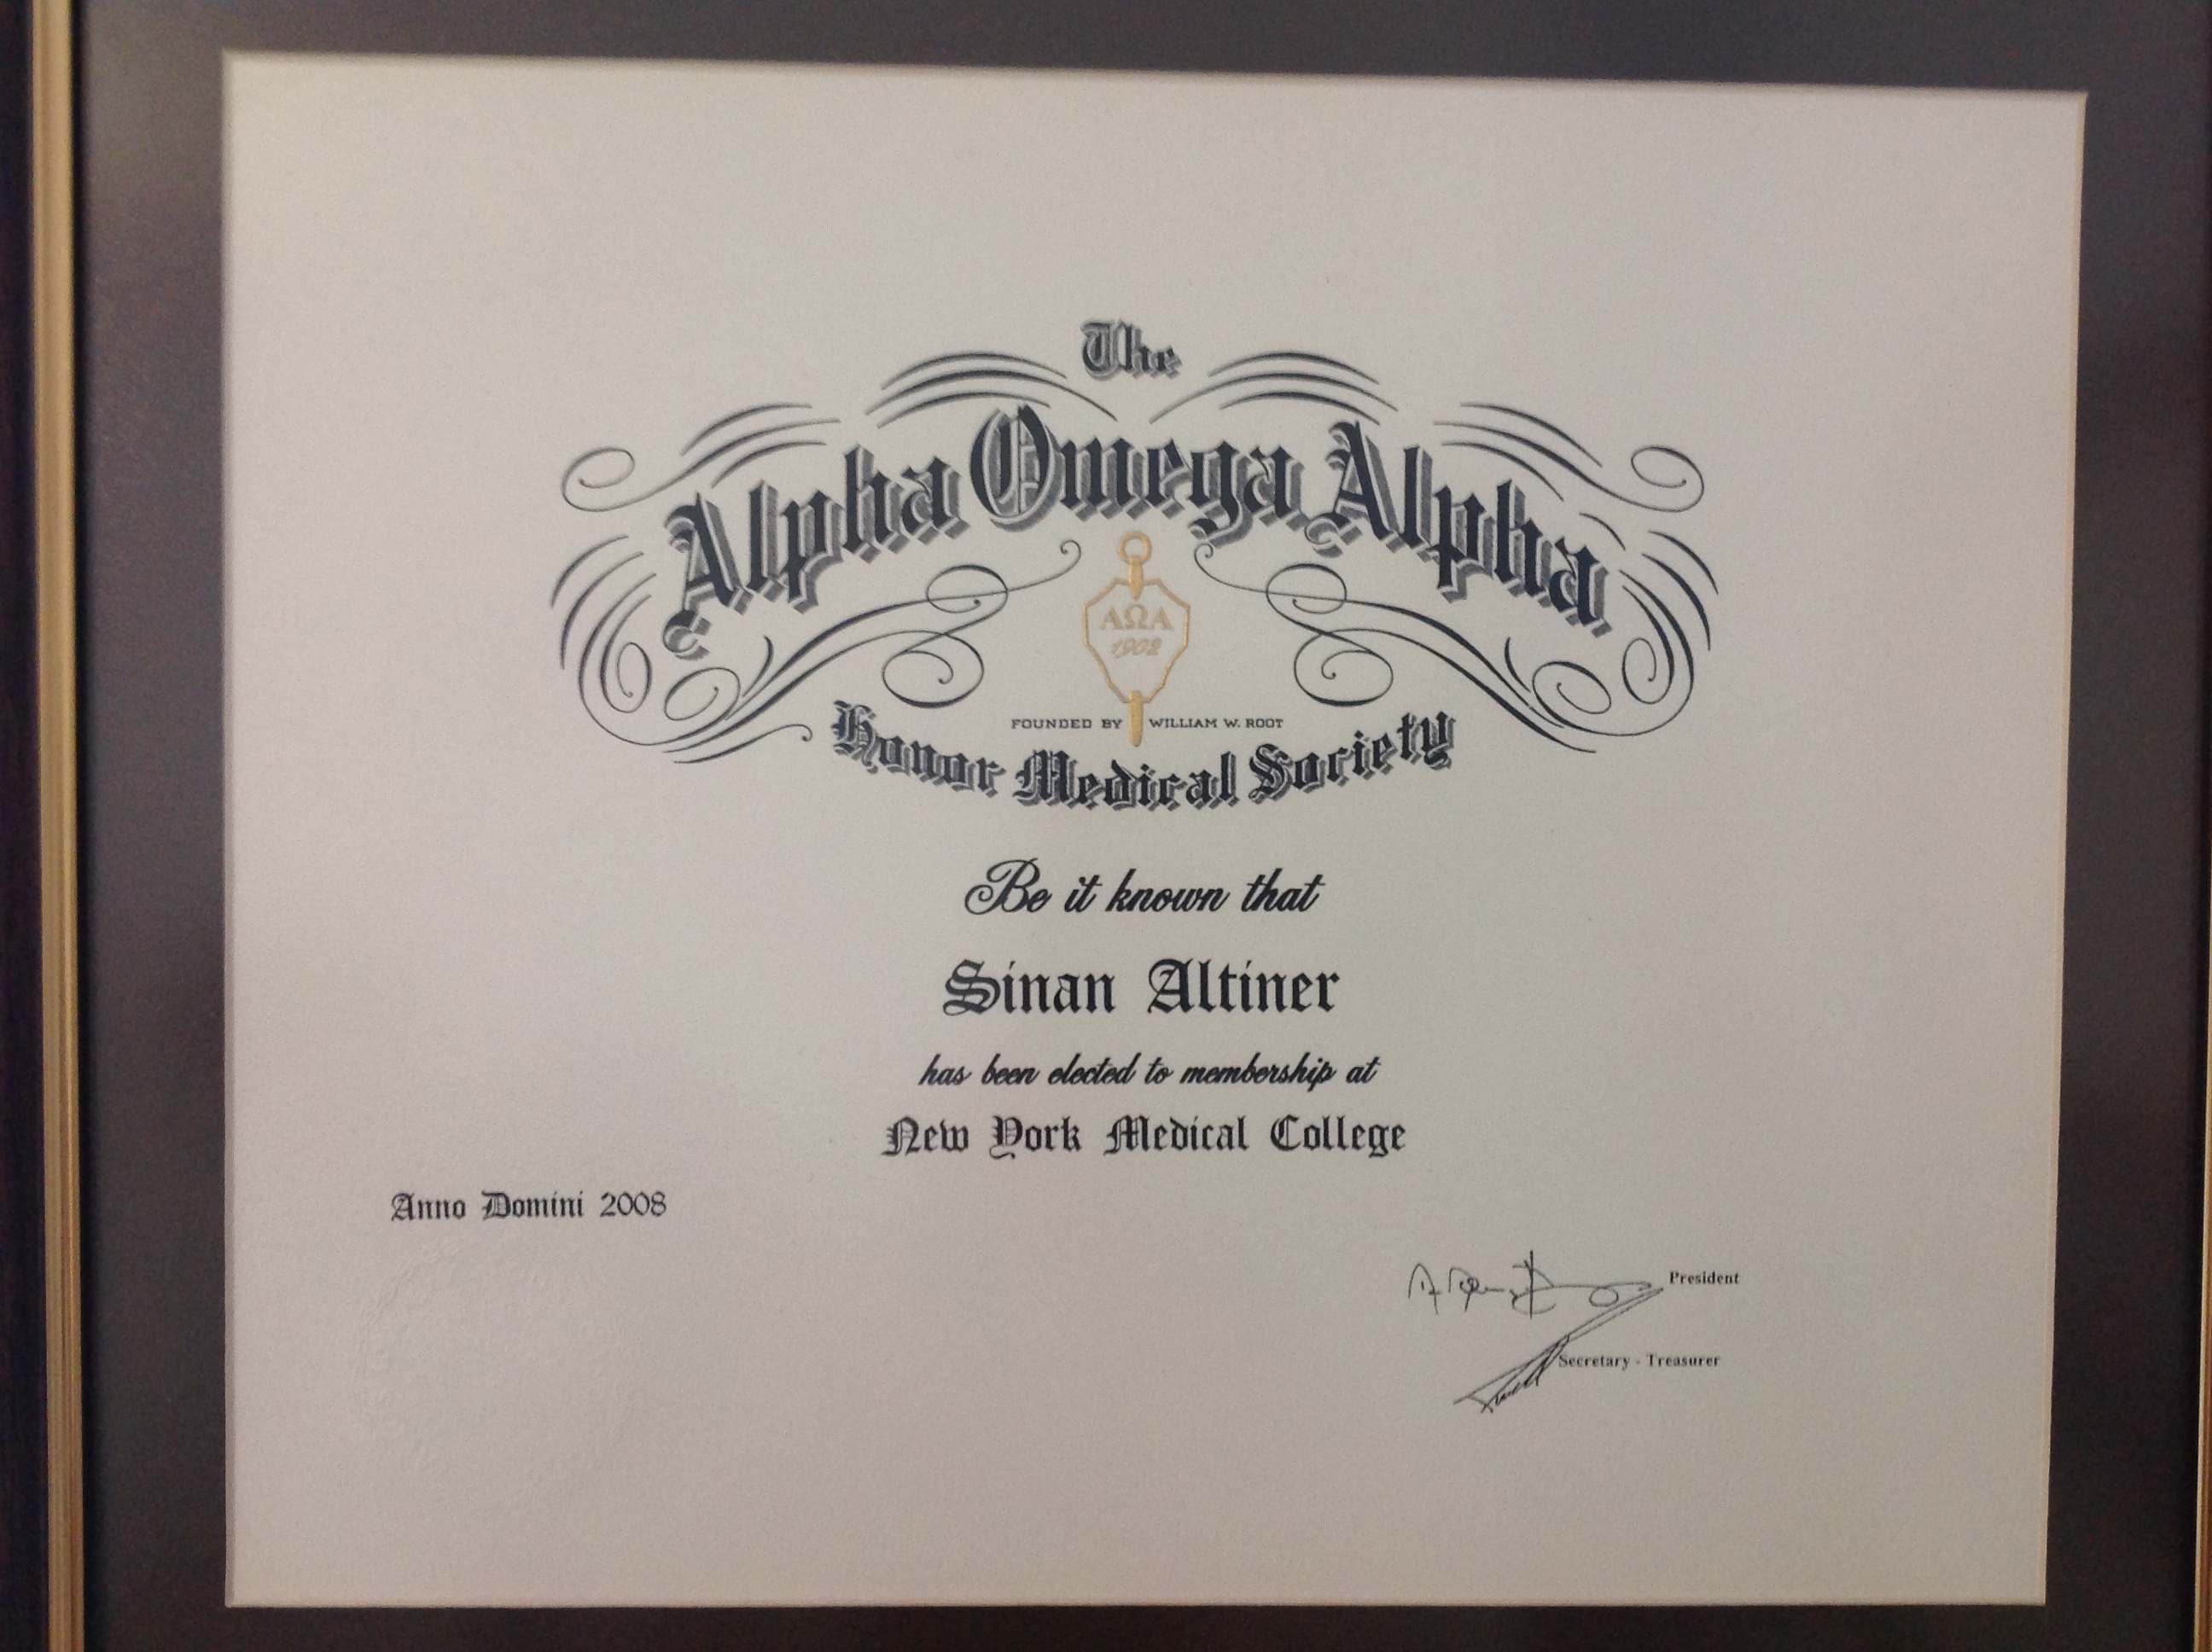 The
Alpha Omega Alpha
ΑΩΑ
1902
FOUNDED BY WILLIAM W. ROOT
Honor Medical Society
Be it known that
Sinan Altiner
has been elected to membership at
New York Medical College
Anno Domini 2008
President
Secretary - Treasurer